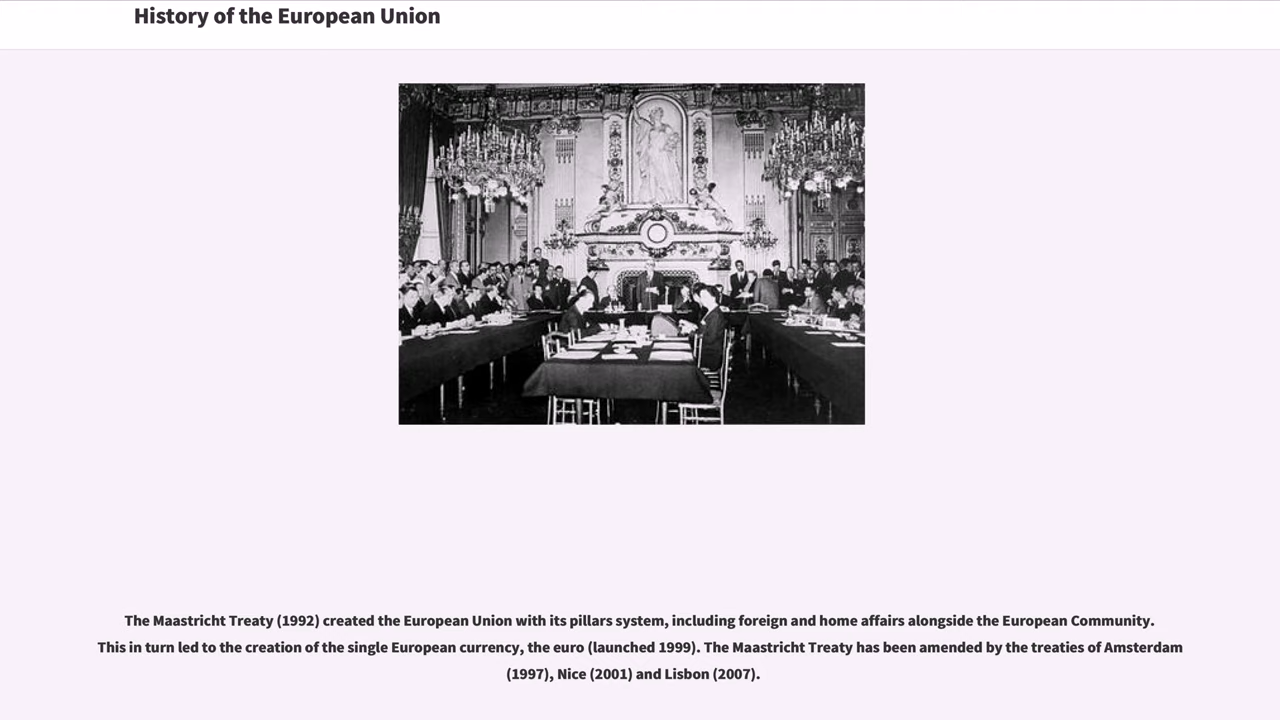 History of the European Union
The Maastricht Treaty (1992) created the European Union with its pillars system, including foreign and home affairs alongside the European Community.
This in turn led to the creation of the single European currency, the euro (launched 1999). The Maastricht Treaty has been amended by the treaties of Amsterdam
(1997), Nice (2001) and Lisbon (2007).